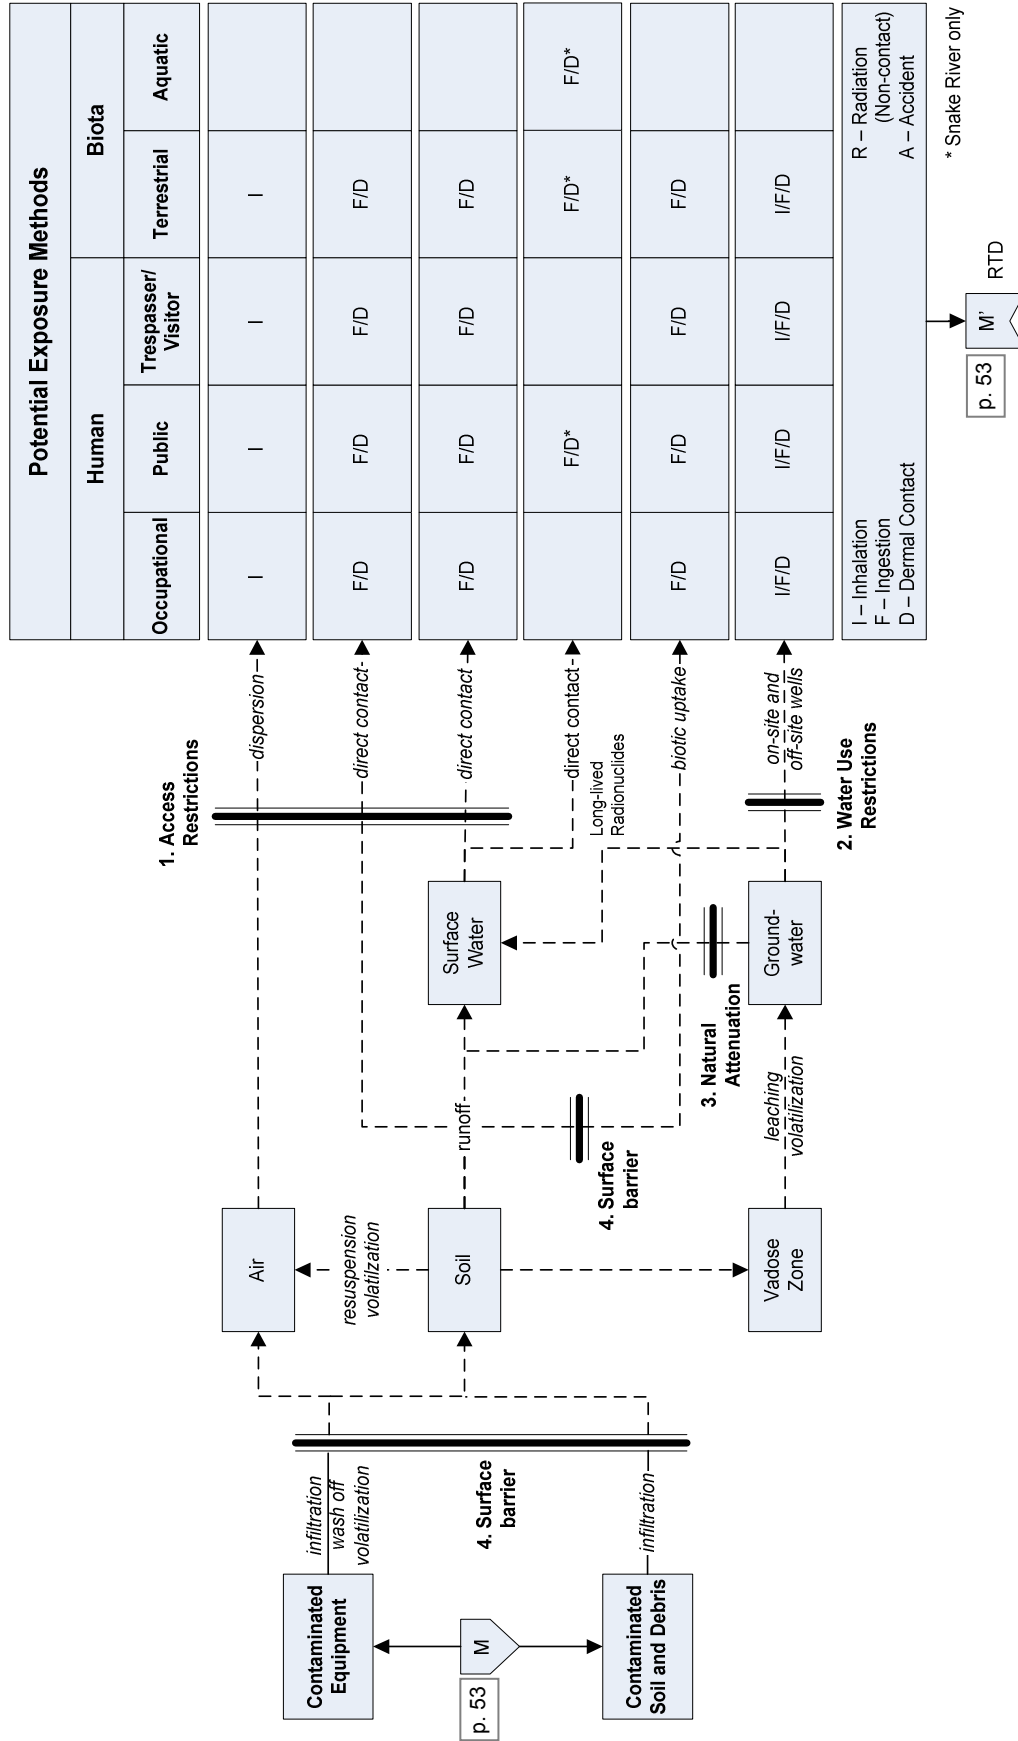 p. 53
M
Contaminated
Equipment
Contaminated
Soil and Debris
infiltration
wash off
volatilization
infiltration
4. Surface
barrier
Air
resuspension
volatilzation
Soil
Vadose
Zone
runoff
4. Surface
barrier
leaching
volatilization
3. Natural
Attenuation
Surface
Water
Ground-
water
1. Access
Restrictions
Long-lived
Radionuclides
2. Water Use
Restrictions
dispersion
direct contact
direct contact
direct contact
biotic uptake
on-site and
off-site wells
Potential Exposure Methods
Human
Biota
Occupational
Public
Trespasser/
Visitor
Terrestrial
Aquatic
I I I I
F/D F/D F/D F/D
F/D F/D F/D F/D
F/D* F/D* F/D*
F/D F/D F/D F/D
I/F/D I/F/D I/F/D I/F/D
I – Inhalation
F – Ingestion
D – Dermal Contact
R – Radiation
(Non-contact)
A – Accident
* Snake River only
p. 53
M'
RTD